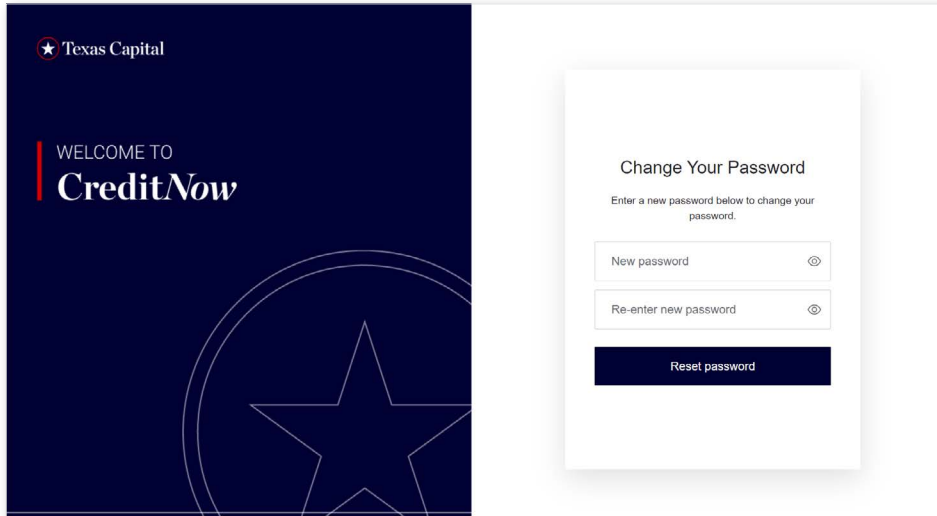 Texas Capital
WELCOME TO
CreditNow
Change Your Password
Enter a new password below to change your
password.
New password
Re-enter new password
Reset password